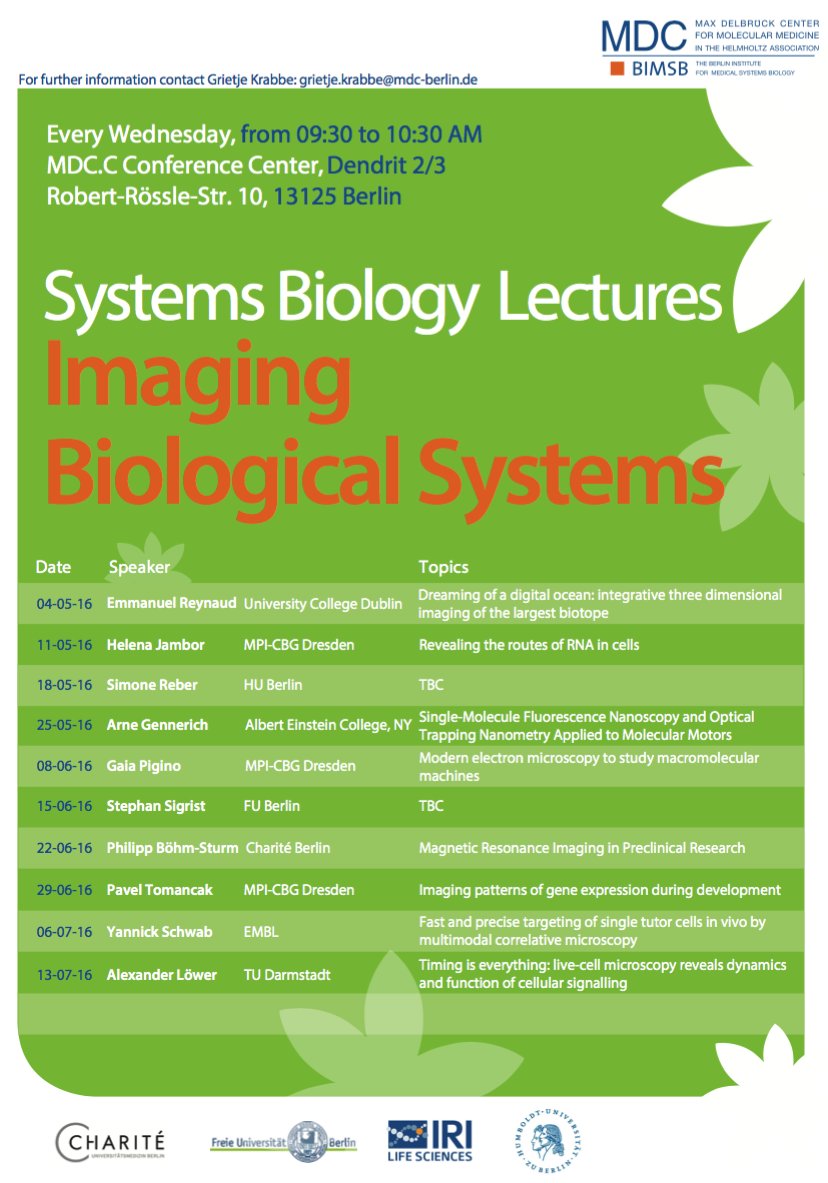 MDC
MAX DELBRÜCK CENTER
FOR MOLECULAR MEDICINE
IN THE HELMHOLTZ ASSOCIATION
BIMSB
THE BERLIN INSTITUTE
FOR MEDICAL SYSTEMS BIOLOGY
For further information contact Grietje Krabbe: grietje.krabbe@mdc-berlin.de
Every Wednesday, from 09:30 to 10:30 AM
MDC.C Conference Center, Dendrit 2/3
Robert-Rössle-Str. 10, 13125 Berlin
Systems Biology Lectures
Imaging
Biological Systems
Date Speaker Topics
04-05-16 Emmanuel Reynaud University College Dublin Dreaming of a digital ocean: integrative three dimensional
imaging of the largest biotope
11-05-16 Helena Jambor MPI-CBG Dresden Revealing the routes of RNA in cells
18-05-16 Simone Reber HU Berlin TBC
25-05-16 Arne Gennerich Albert Einstein College, NY Single-Molecule Fluorescence Nanoscopy and Optical
Trapping Nanometry Applied to Molecular Motors
08-06-16 Gaia Pigino MPI-CBG Dresden Modern electron microscopy to study macromolecular
machines
15-06-16 Stephan Sigrist FU Berlin TBC
22-06-16 Philipp Böhm-Sturm Charité Berlin Magnetic Resonance Imaging in Preclinical Research
29-06-16 Pavel Tomancak MPI-CBG Dresden Imaging patterns of gene expression during development
06-07-16 Yannick Schwab EMBL Fast and precise targeting of single tutor cells in vivo by
multimodal correlative microscopy
13-07-16 Alexander Löwer TU Darmstadt Timing is everything: live-cell microscopy reveals dynamics
and function of cellular signalling
CHARITÉ
UNIVERSITÄTSMEDIZIN BERLIN
Freie Universität Berlin
IRI
LIFE SCIENCES
HUMBOLDT-UNIVERSITÄT
ZU BERLIN